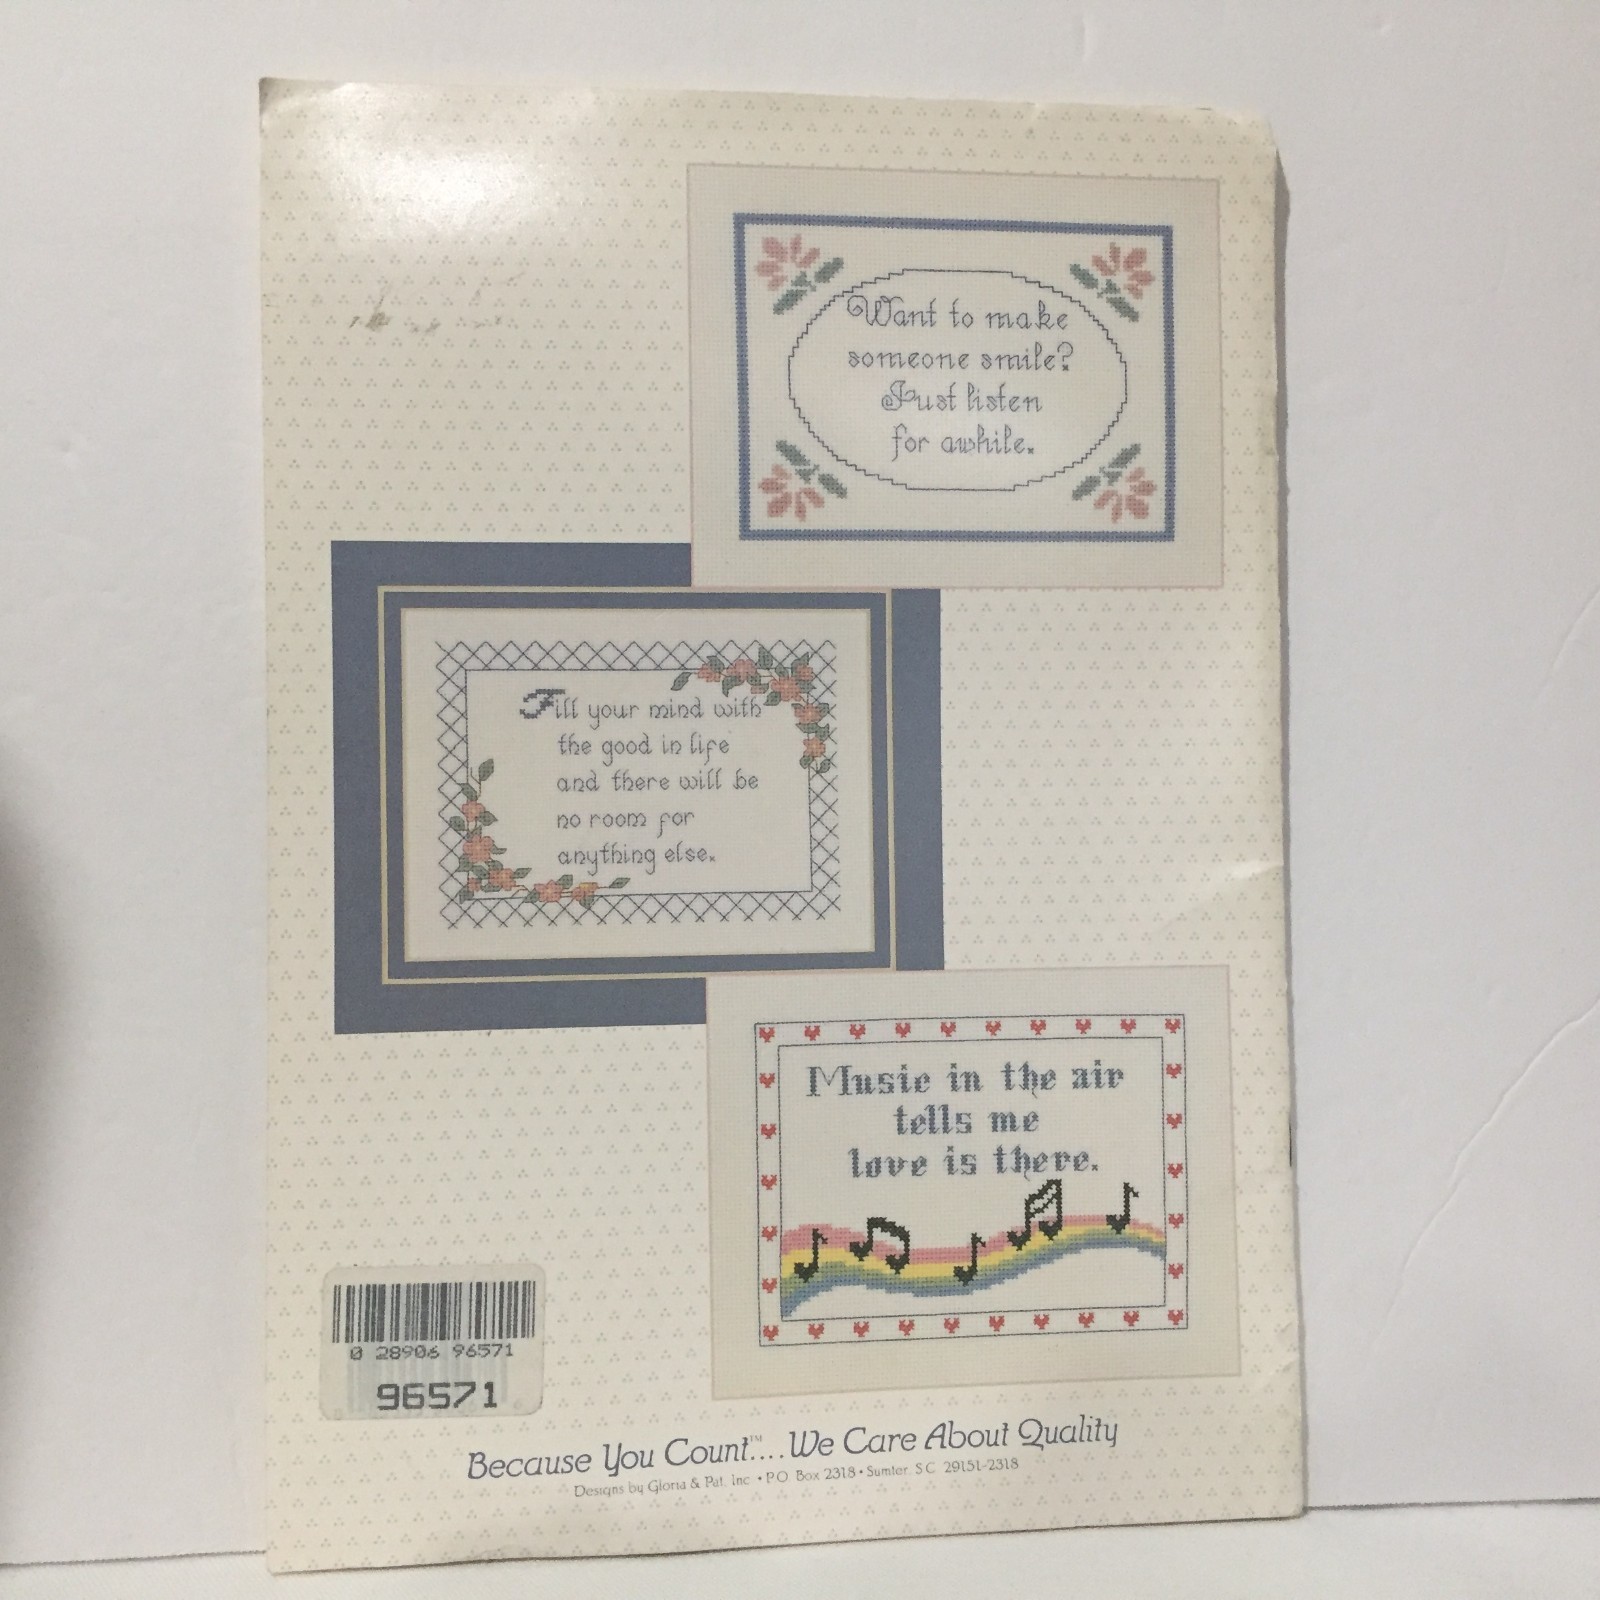 Want to make
someone smile?
Just listen
for awhile.
Fill your mind with
the good in life
and there will be
no room for
anything else.
Music in the air
tells me
love is there.
0 28906 96571
96571
Because You Count™....We Care About Quality
Designs by Gloria & Pat, Inc • P.O. Box 2318 • Sumter SC 29151-2318